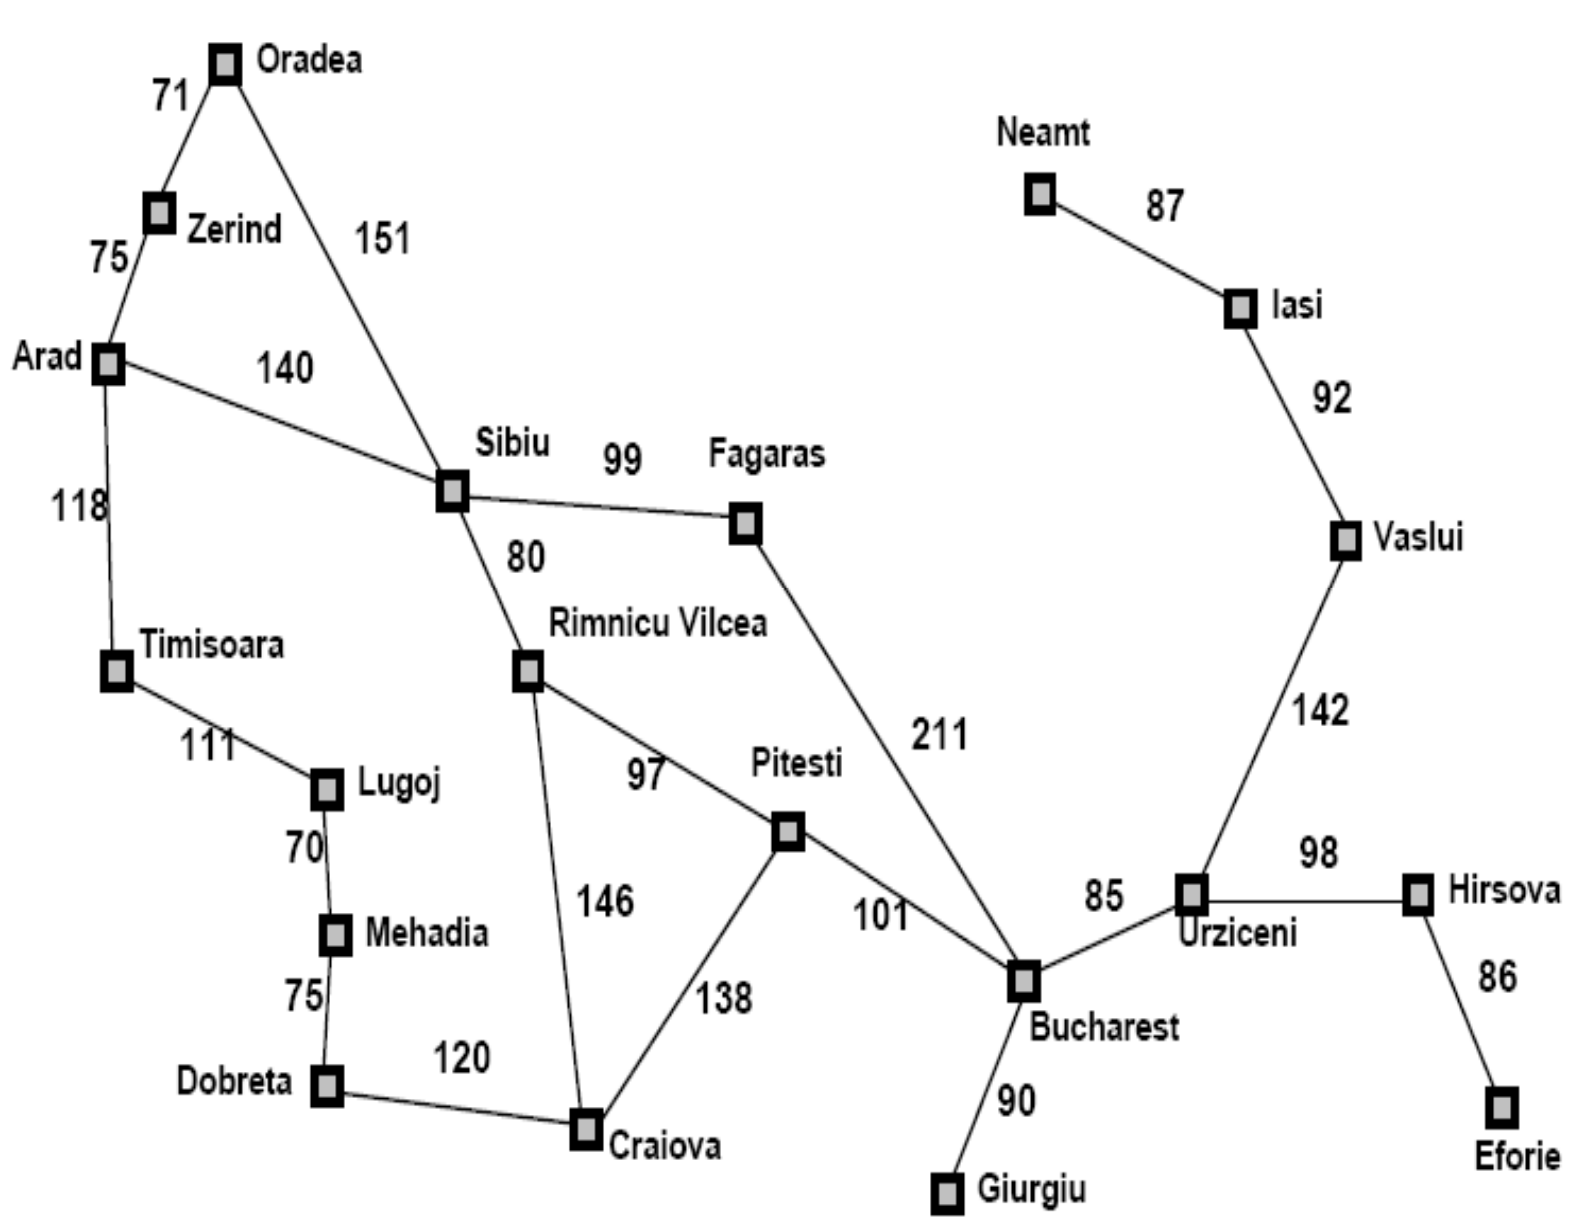 Oradea
71
Neamt
87
Zerind
151
75
Iasi
Arad
140
92
Sibiu
99
Fagaras
118
Vaslui
80
Rimnicu Vilcea
Timisoara
142
211
111
Pitesti
97
Lugoj
70
98
Hirsova
85
146
101
Urziceni
Mehadia
86
75
138
Bucharest
120
Dobreta
90
Craiova
Eforie
Giurgiu